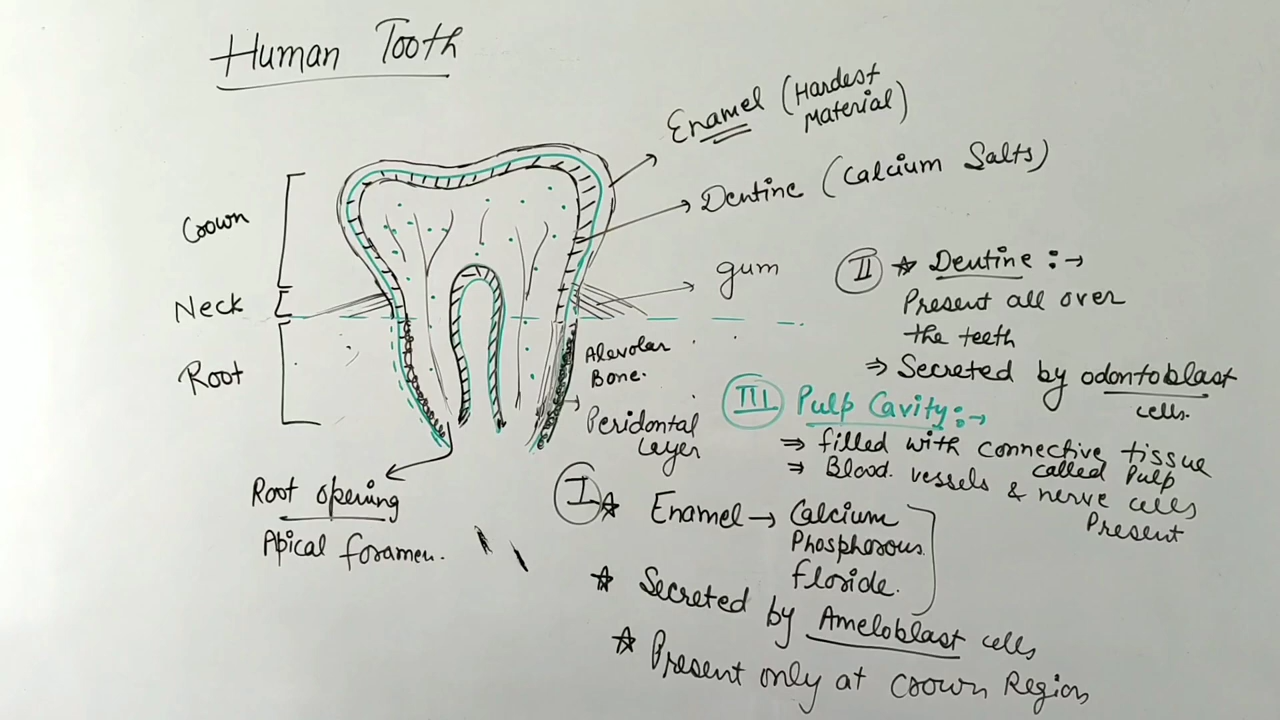 Human Tooth
Enamel (Hardest
Material)
Dentine (Calcium Salts)
Crown
gum
Neck
Root
Alevolar
Bone.
Peridontal
Layer
Root opening
Apical foramen.
II ☆ Dentine :→
Present all over
the teeth
⇒ Secreted by odontoblast
cells.
III Pulp Cavity:→
⇒ filled with connective tissue
called Pulp
⇒ Blood vessels & nerve cells
Present
I ☆ Enamel → Calcium
Phosphorous
Floride.
☆ Secreted by Ameloblast cells
☆ Present only at crown Region